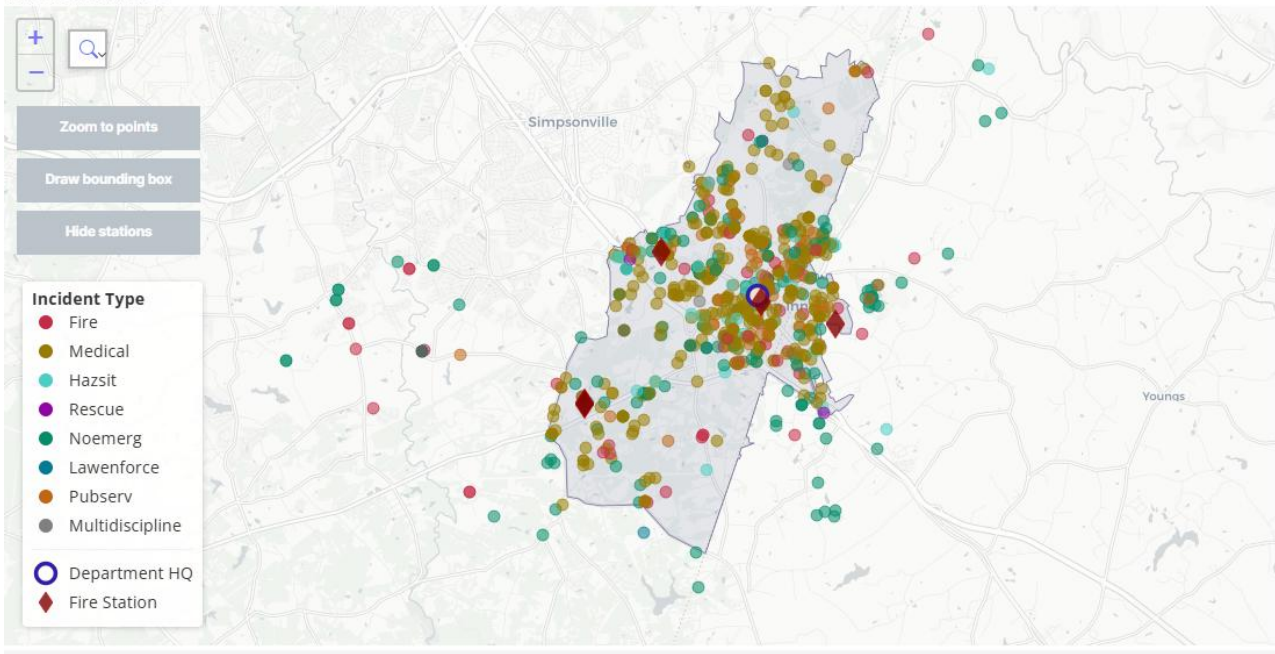 +
−
Simpsonville
Zoom to points
Draw bounding box
Hide stations
Incident Type
Fire
Medical
Hazsit
Rescue
Noemerg
Lawenforce
Pubserv
Multidiscipline
Department HQ
Fire Station
Youngs